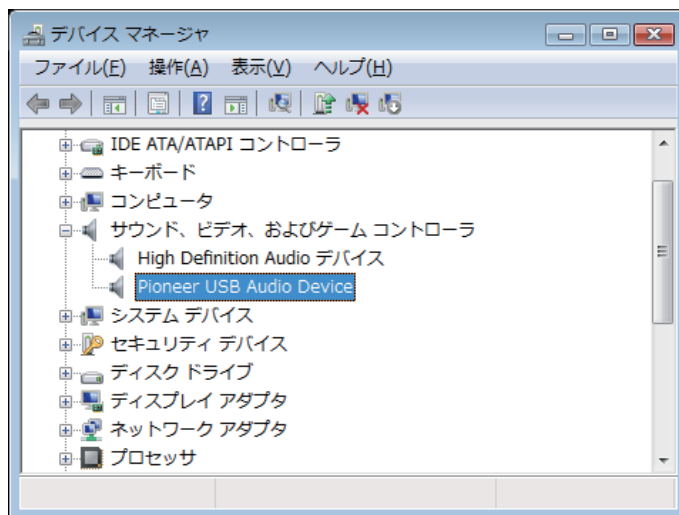 デバイス マネージャ
ファイル(F) 操作(A) 表示(V) ヘルプ(H)
IDE ATA/ATAPI コントローラ
キーボード
コンピュータ
サウンド、ビデオ、およびゲーム コントローラ
High Definition Audio デバイス
Pioneer USB Audio Device
システム デバイス
セキュリティ デバイス
ディスク ドライブ
ディスプレイ アダプタ
ネットワーク アダプタ
プロセッサ